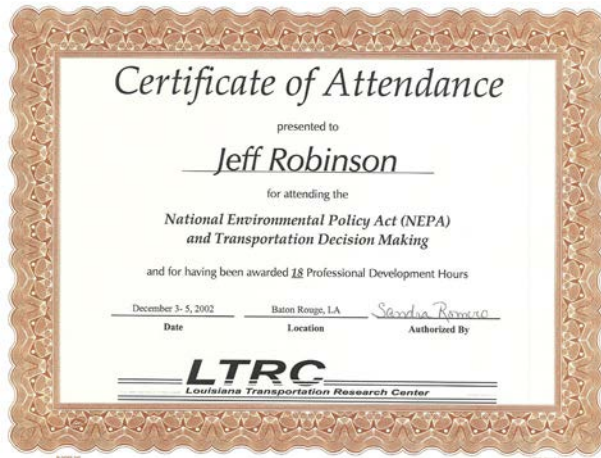 Certificate of Attendance
presented to
Jeff Robinson
for attending the
National Environmental Policy Act (NEPA)
and Transportation Decision Making
and for having been awarded 18 Professional Development Hours
December 3- 5, 2002 Baton Rouge, LA Sandra Romero
Date Location Authorized By
LTRC
Louisiana Transportation Research Center